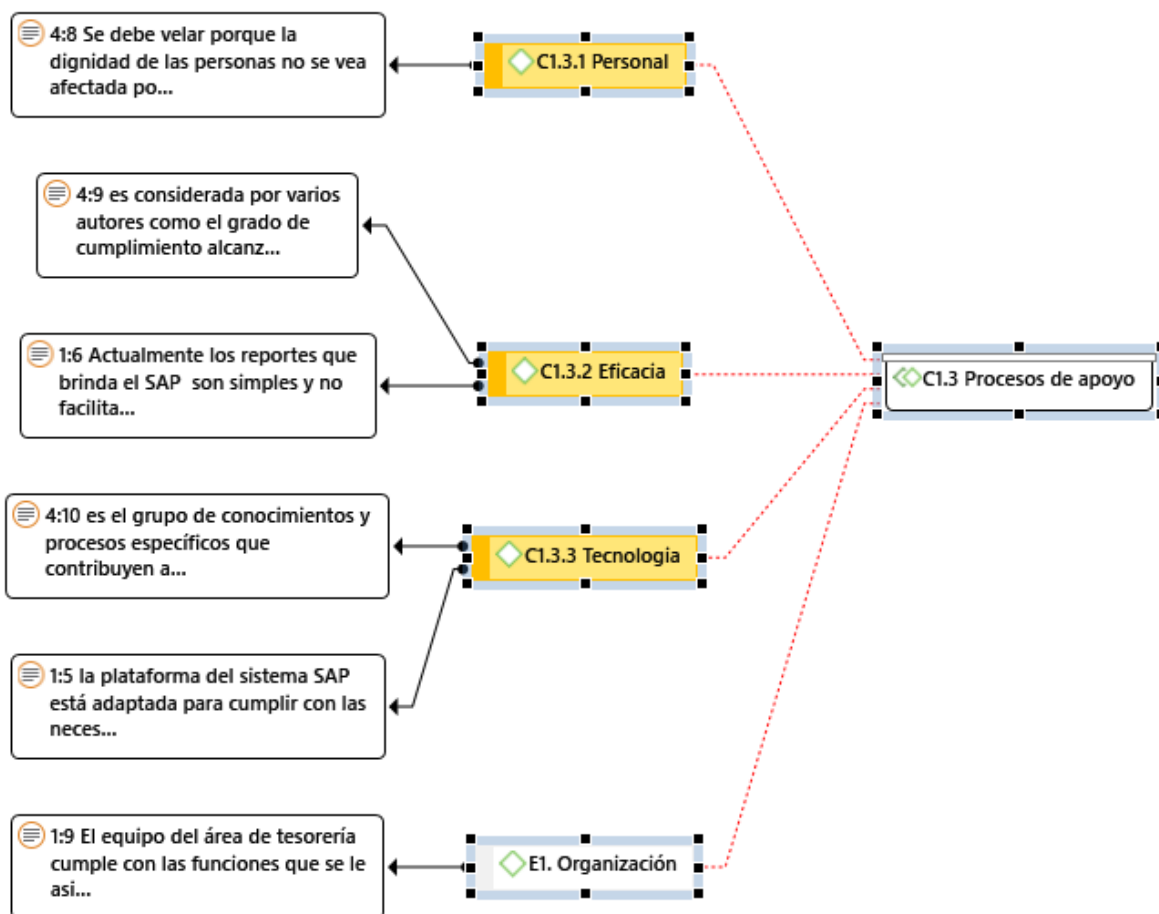 4:8 Se debe velar porque la
dignidad de las personas no se vea
afectada po...
C1.3.1 Personal
4:9 es considerada por varios
autores como el grado de
cumplimiento alcanz...
1:6 Actualmente los reportes que
brinda el SAP son simples y no
facilita...
C1.3.2 Eficacia
C1.3 Procesos de apoyo
4:10 es el grupo de conocimientos y
procesos específicos que
contribuyen a...
C1.3.3 Tecnologia
1:5 la plataforma del sistema SAP
está adaptada para cumplir con las
neces...
1:9 El equipo del área de tesorería
cumple con las funciones que se le
asi...
E1. Organización